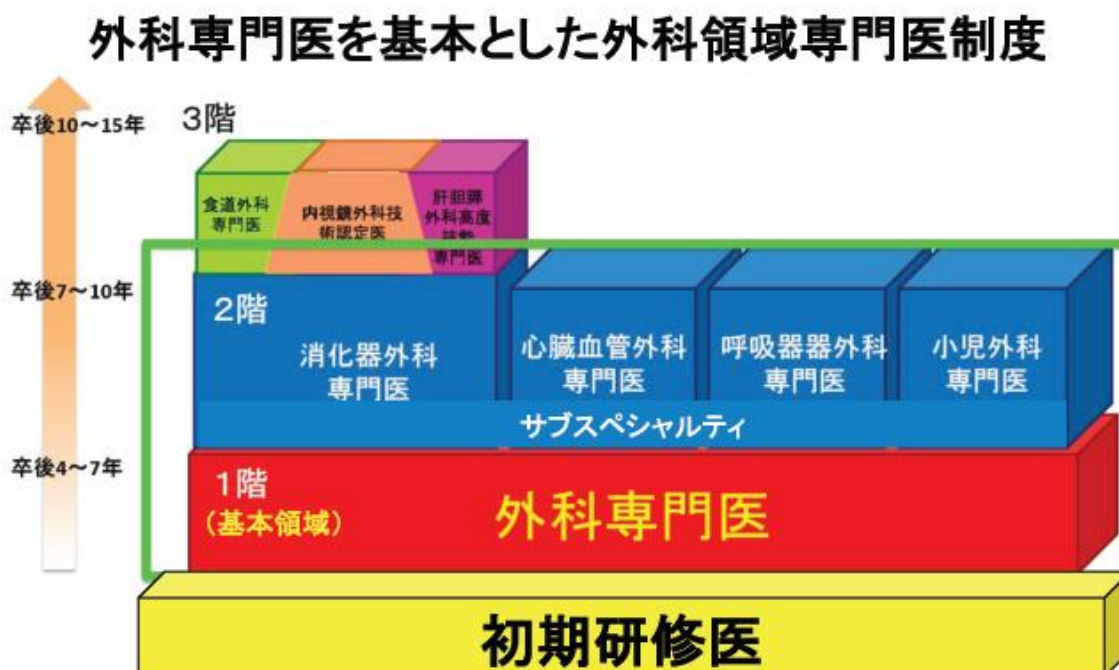 外科専門医を基本とした外科領域専門医制度
卒後10～15年
3階
食道外科
専門医
内視鏡外科技
術認定医
肝胆膵
外科高度
技能
専門医
卒後7～10年
2階
消化器外科
専門医
心臓血管外科
専門医
呼吸器器外科
専門医
小児外科
専門医
サブスペシャルティ
卒後4～7年
1階
（基本領域）
外科専門医
初期研修医